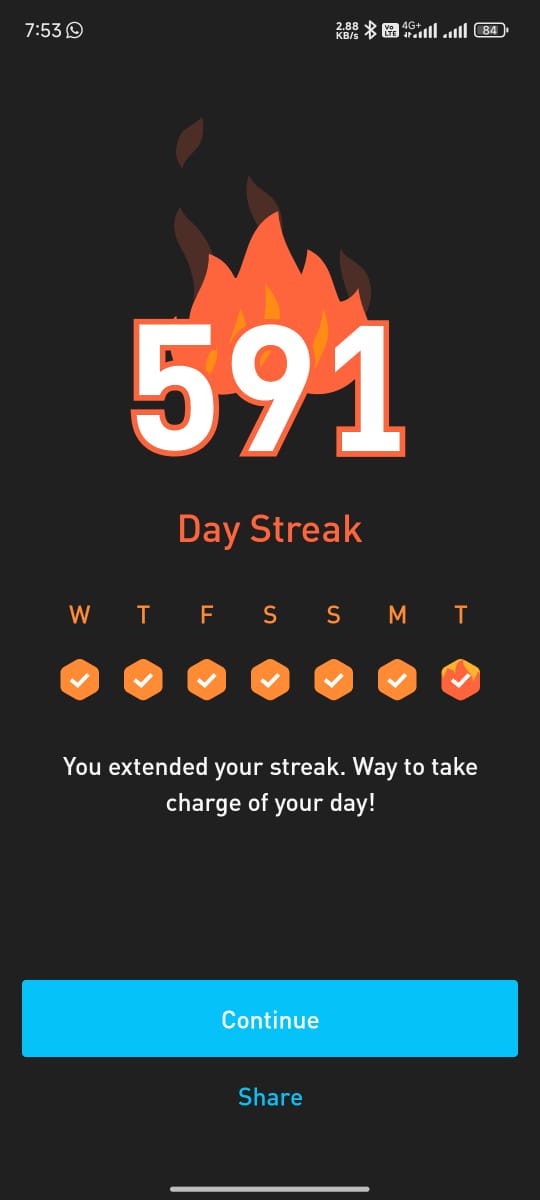 7:53
2.88
KB/s
Vo
LTE
4G+
84
591
Day Streak
W T F S S M T
You extended your streak. Way to take
charge of your day!
Continue
Share